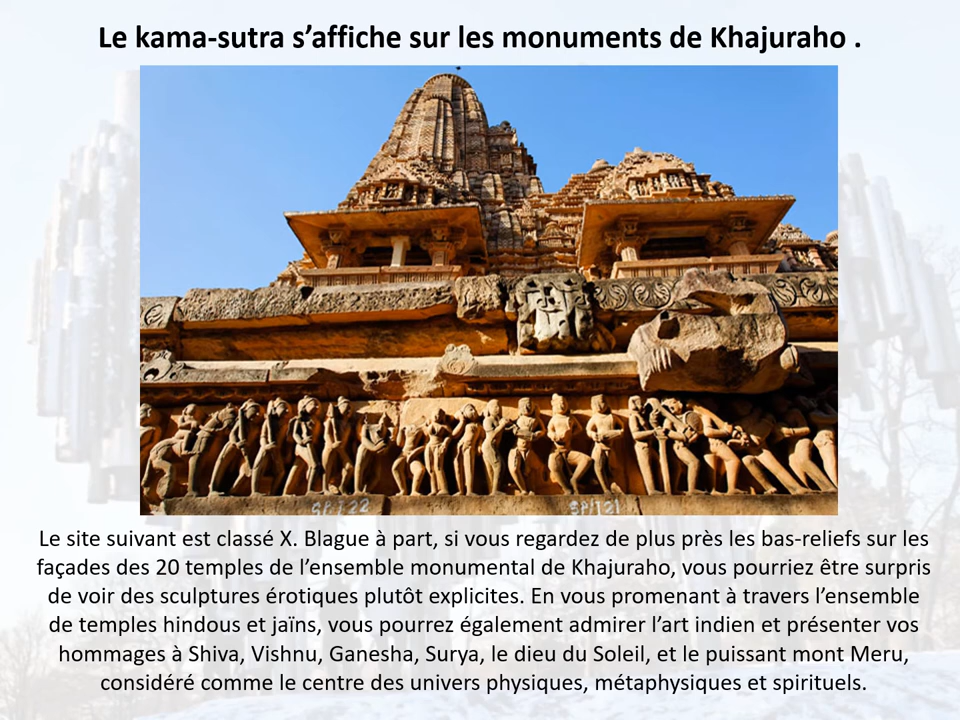 Le kama-sutra s’affiche sur les monuments de Khajuraho .
SPT22
SPT21
Le site suivant est classé X. Blague à part, si vous regardez de plus près les bas-reliefs sur les
façades des 20 temples de l’ensemble monumental de Khajuraho, vous pourriez être surpris
de voir des sculptures érotiques plutôt explicites. En vous promenant à travers l’ensemble
de temples hindous et jaïns, vous pourrez également admirer l’art indien et présenter vos
hommages à Shiva, Vishnu, Ganesha, Surya, le dieu du Soleil, et le puissant mont Meru,
considéré comme le centre des univers physiques, métaphysiques et spirituels.